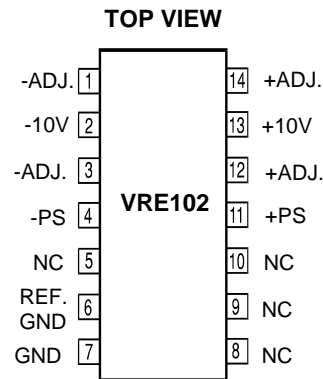 TOP VIEW
-ADJ. 1 14 +ADJ.
-10V 2 13 +10V
-ADJ. 3 12 +ADJ.
-PS 4 VRE102 11 +PS
NC 5 10 NC
REF.
GND 6 9 NC
GND 7 8 NC